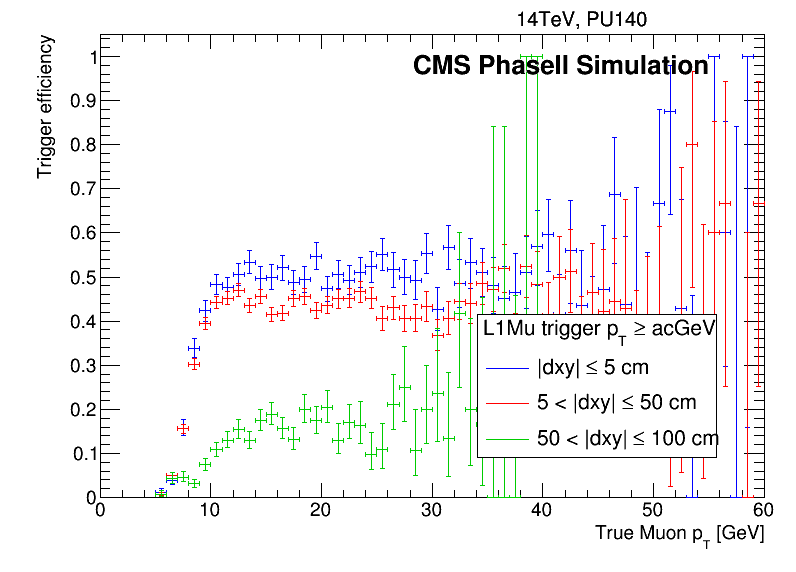 14TeV, PU140
CMS PhaseII Simulation
Trigger efficiency
1
0.9
0.8
0.7
0.6
0.5
0.4
0.3
0.2
0.1
0
L1Mu trigger p_T ≥ acGeV
|dxy| ≤ 5 cm
5 < |dxy| ≤ 50 cm
50 < |dxy| ≤ 100 cm
0 10 20 30 40 50 60
True Muon p_T [GeV]